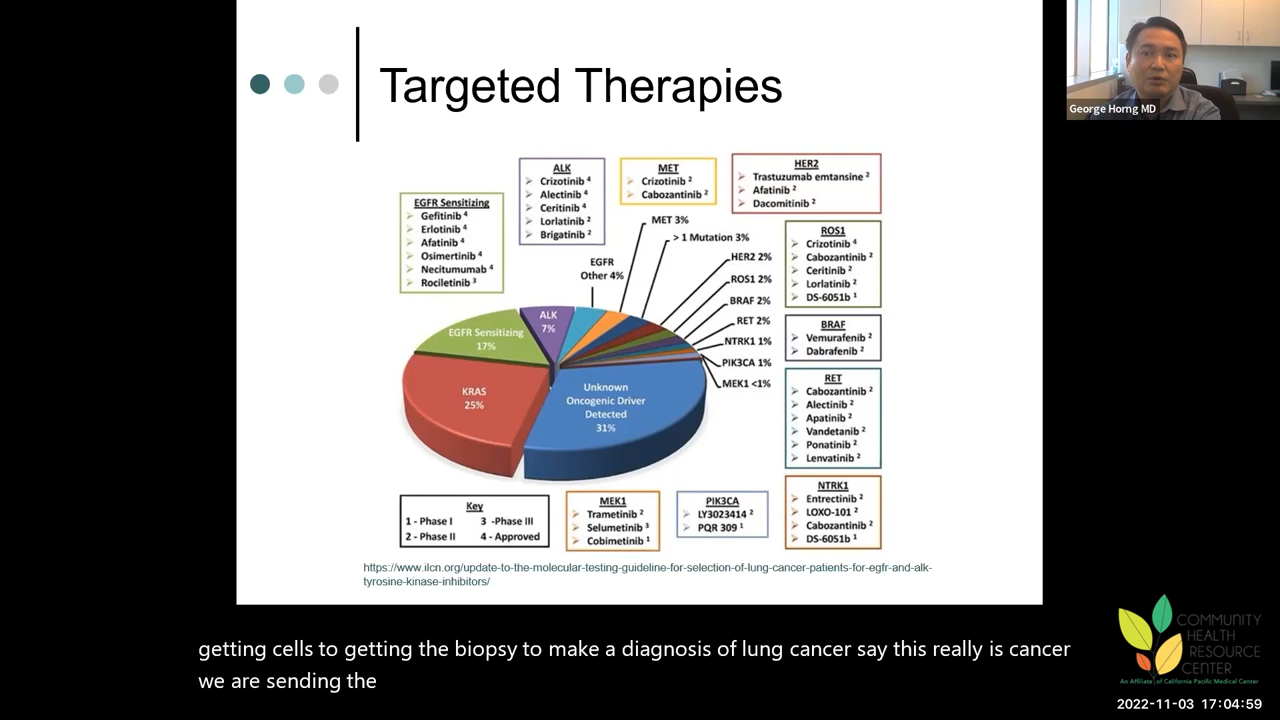 Targeted Therapies
George Horng MD
EGFR Sensitizing
Gefitinib 4
Erlotinib 4
Afatinib 4
Osimertinib 4
Necitumumab 4
Rociletinib 3
ALK
Crizotinib 4
Alectinib 4
Ceritinib 4
Lorlatinib 2
Brigatinib 2
MET
Crizotinib 2
Cabozantinib 2
HER2
Trastuzumab emtansine 2
Afatinib 2
Dacomitinib 2
ROS1
Crizotinib 4
Cabozantinib 2
Ceritinib 2
Lorlatinib 2
DS-6051b 1
BRAF
Vemurafenib 2
Dabrafenib 2
RET
Cabozantinib 2
Alectinib 2
Apatinib 2
Vandetanib 2
Ponatinib 2
Lenvatinib 2
NTRK1
Entrectinib 2
LOXO-101 2
Cabozantinib 2
DS-6051b 1
PIK3CA
LY3023414 2
PQR 309 1
MEK1
Trametinib 2
Selumetinib 3
Cobimetinib 1
Key
1 - Phase I 3 -Phase III
2 - Phase II 4 - Approved
EGFR Sensitizing
17%
ALK
7%
EGFR
Other 4%
MET 3%
> 1 Mutation 3%
HER2 2%
ROS1 2%
BRAF 2%
RET 2%
NTRK1 1%
PIK3CA 1%
MEK1 <1%
KRAS
25%
Unknown
Oncogenic Driver
Detected
31%
https://www.ilcn.org/update-to-the-molecular-testing-guideline-for-selection-of-lung-cancer-patients-for-egfr-and-alk-
tyrosine-kinase-inhibitors/
getting cells to getting the biopsy to make a diagnosis of lung cancer say this really is cancer
we are sending the
COMMUNITY
HEALTH
RESOURCE
CENTER
An Affiliate of California Pacific Medical Center
2022-11-03 17:04:59